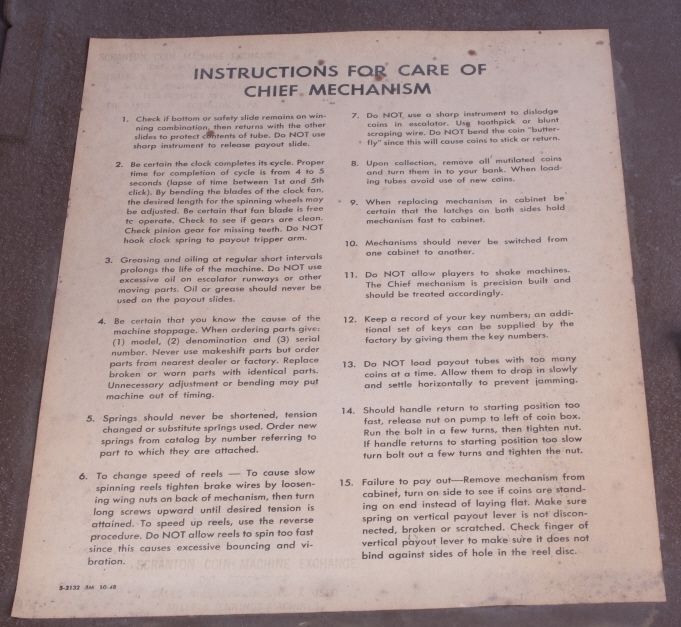 INSTRUCTIONS FOR CARE OF
CHIEF MECHANISM
1. Check if bottom or safety slide remains on win-
ning combination, then returns with the other
slides to protect contents of tube. Do NOT use
sharp instrument to release payout slide.
2. Be certain the clock completes its cycle. Proper
time for completion of cycle is from 4 to 5
seconds (lapse of time between 1st and 5th
click). By bending the blades of the clock fan,
the desired length for the spinning wheels may
be adjusted. Be certain that fan blade is free
to operate. Check to see if gears are clean.
Check pinion gear for missing teeth. Do NOT
hook clock spring to payout tripper arm.
3. Greasing and oiling at regular short intervals
prolongs the life of the machine. Do NOT use
excessive oil on escalator runways or other
moving parts. Oil or grease should never be
used on the payout slides.
4. Be certain that you know the cause of the
machine stoppage. When ordering parts give:
(1) model, (2) denomination and (3) serial
number. Never use makeshift parts but order
parts from nearest dealer or factory. Replace
broken or worn parts with identical parts.
Unnecessary adjustment or bending may put
machine out of timing.
5. Springs should never be shortened, tension
changed or substitute springs used. Order new
springs from catalog by number referring to
part to which they are attached.
6. To change speed of reels — To cause slow
spinning reels tighten brake wires by loosen-
ing wing nuts on back of mechanism, then turn
long screws upward until desired tension is
attained. To speed up reels, use the reverse
procedure. Do NOT allow reels to spin too fast
since this causes excessive bouncing and vi-
bration.
S-2132 5M 10-48
7. Do NOT use a sharp instrument to dislodge
coins in escalator. Use toothpick or blunt
scraping wire. Do NOT bend the coin "butter-
fly" since this will cause coins to stick or return.
8. Upon collection, remove all mutilated coins
and turn them in to your bank. When load-
ing tubes avoid use of new coins.
9. When replacing mechanism in cabinet be
certain that the latches on both sides hold
mechanism fast to cabinet.
10. Mechanisms should never be switched from
one cabinet to another.
11. Do NOT allow players to shake machines.
The Chief mechanism is precision built and
should be treated accordingly.
12. Keep a record of your key numbers; an addi-
tional set of keys can be supplied by the
factory by giving them the key numbers.
13. Do NOT load payout tubes with too many
coins at a time. Allow them to drop in slowly
and settle horizontally to prevent jamming.
14. Should handle return to starting position too
fast, release nut on pump to left of coin box.
Run the bolt in a few turns, then tighten nut.
If handle returns to starting position too slow
turn bolt out a few turns and tighten the nut.
15. Failure to pay out—Remove mechanism from
cabinet, turn on side to see if coins are stand-
ing on end instead of laying flat. Make sure
spring on vertical payout lever is not discon-
nected, broken or scratched. Check finger of
vertical payout lever to make sure it does not
bind against sides of hole in the reel disc.
SCRANTON COIN MACHINE EXCHANGE